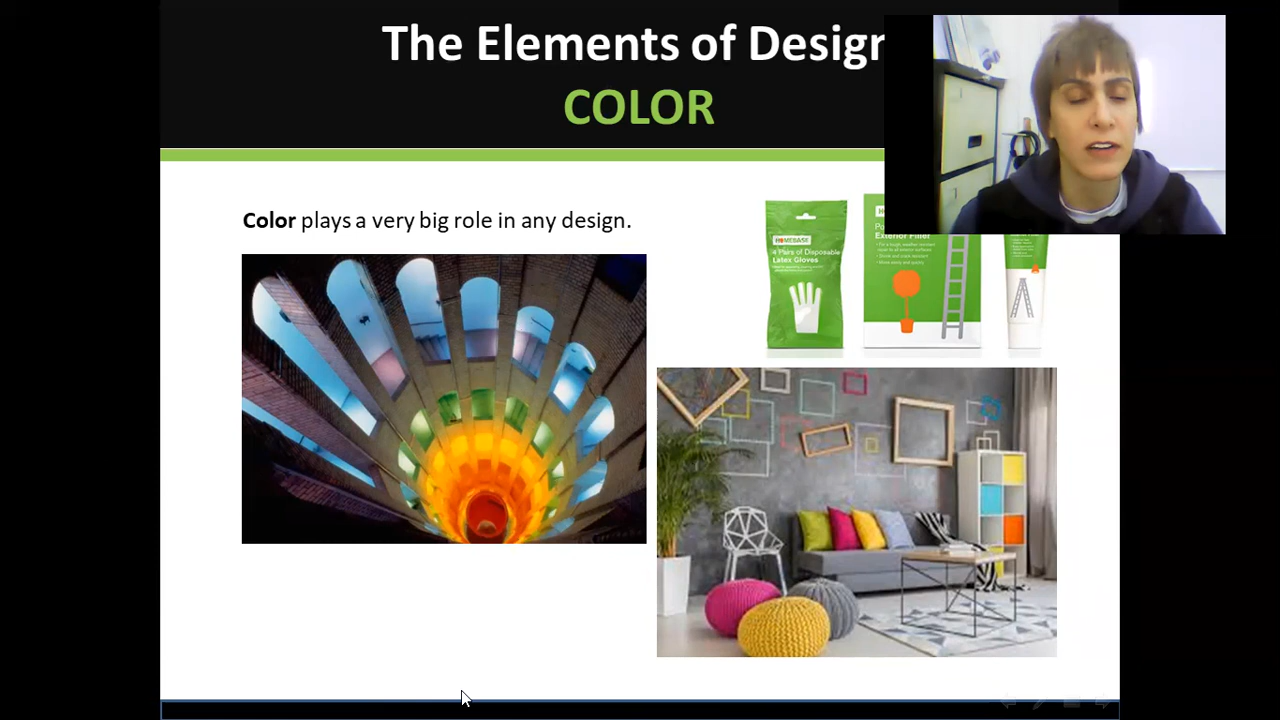 The Elements of Design
COLOR
Color plays a very big role in any design.
HOMEBASE
4 Pairs of Disposable
Latex Gloves
Exterior Filler